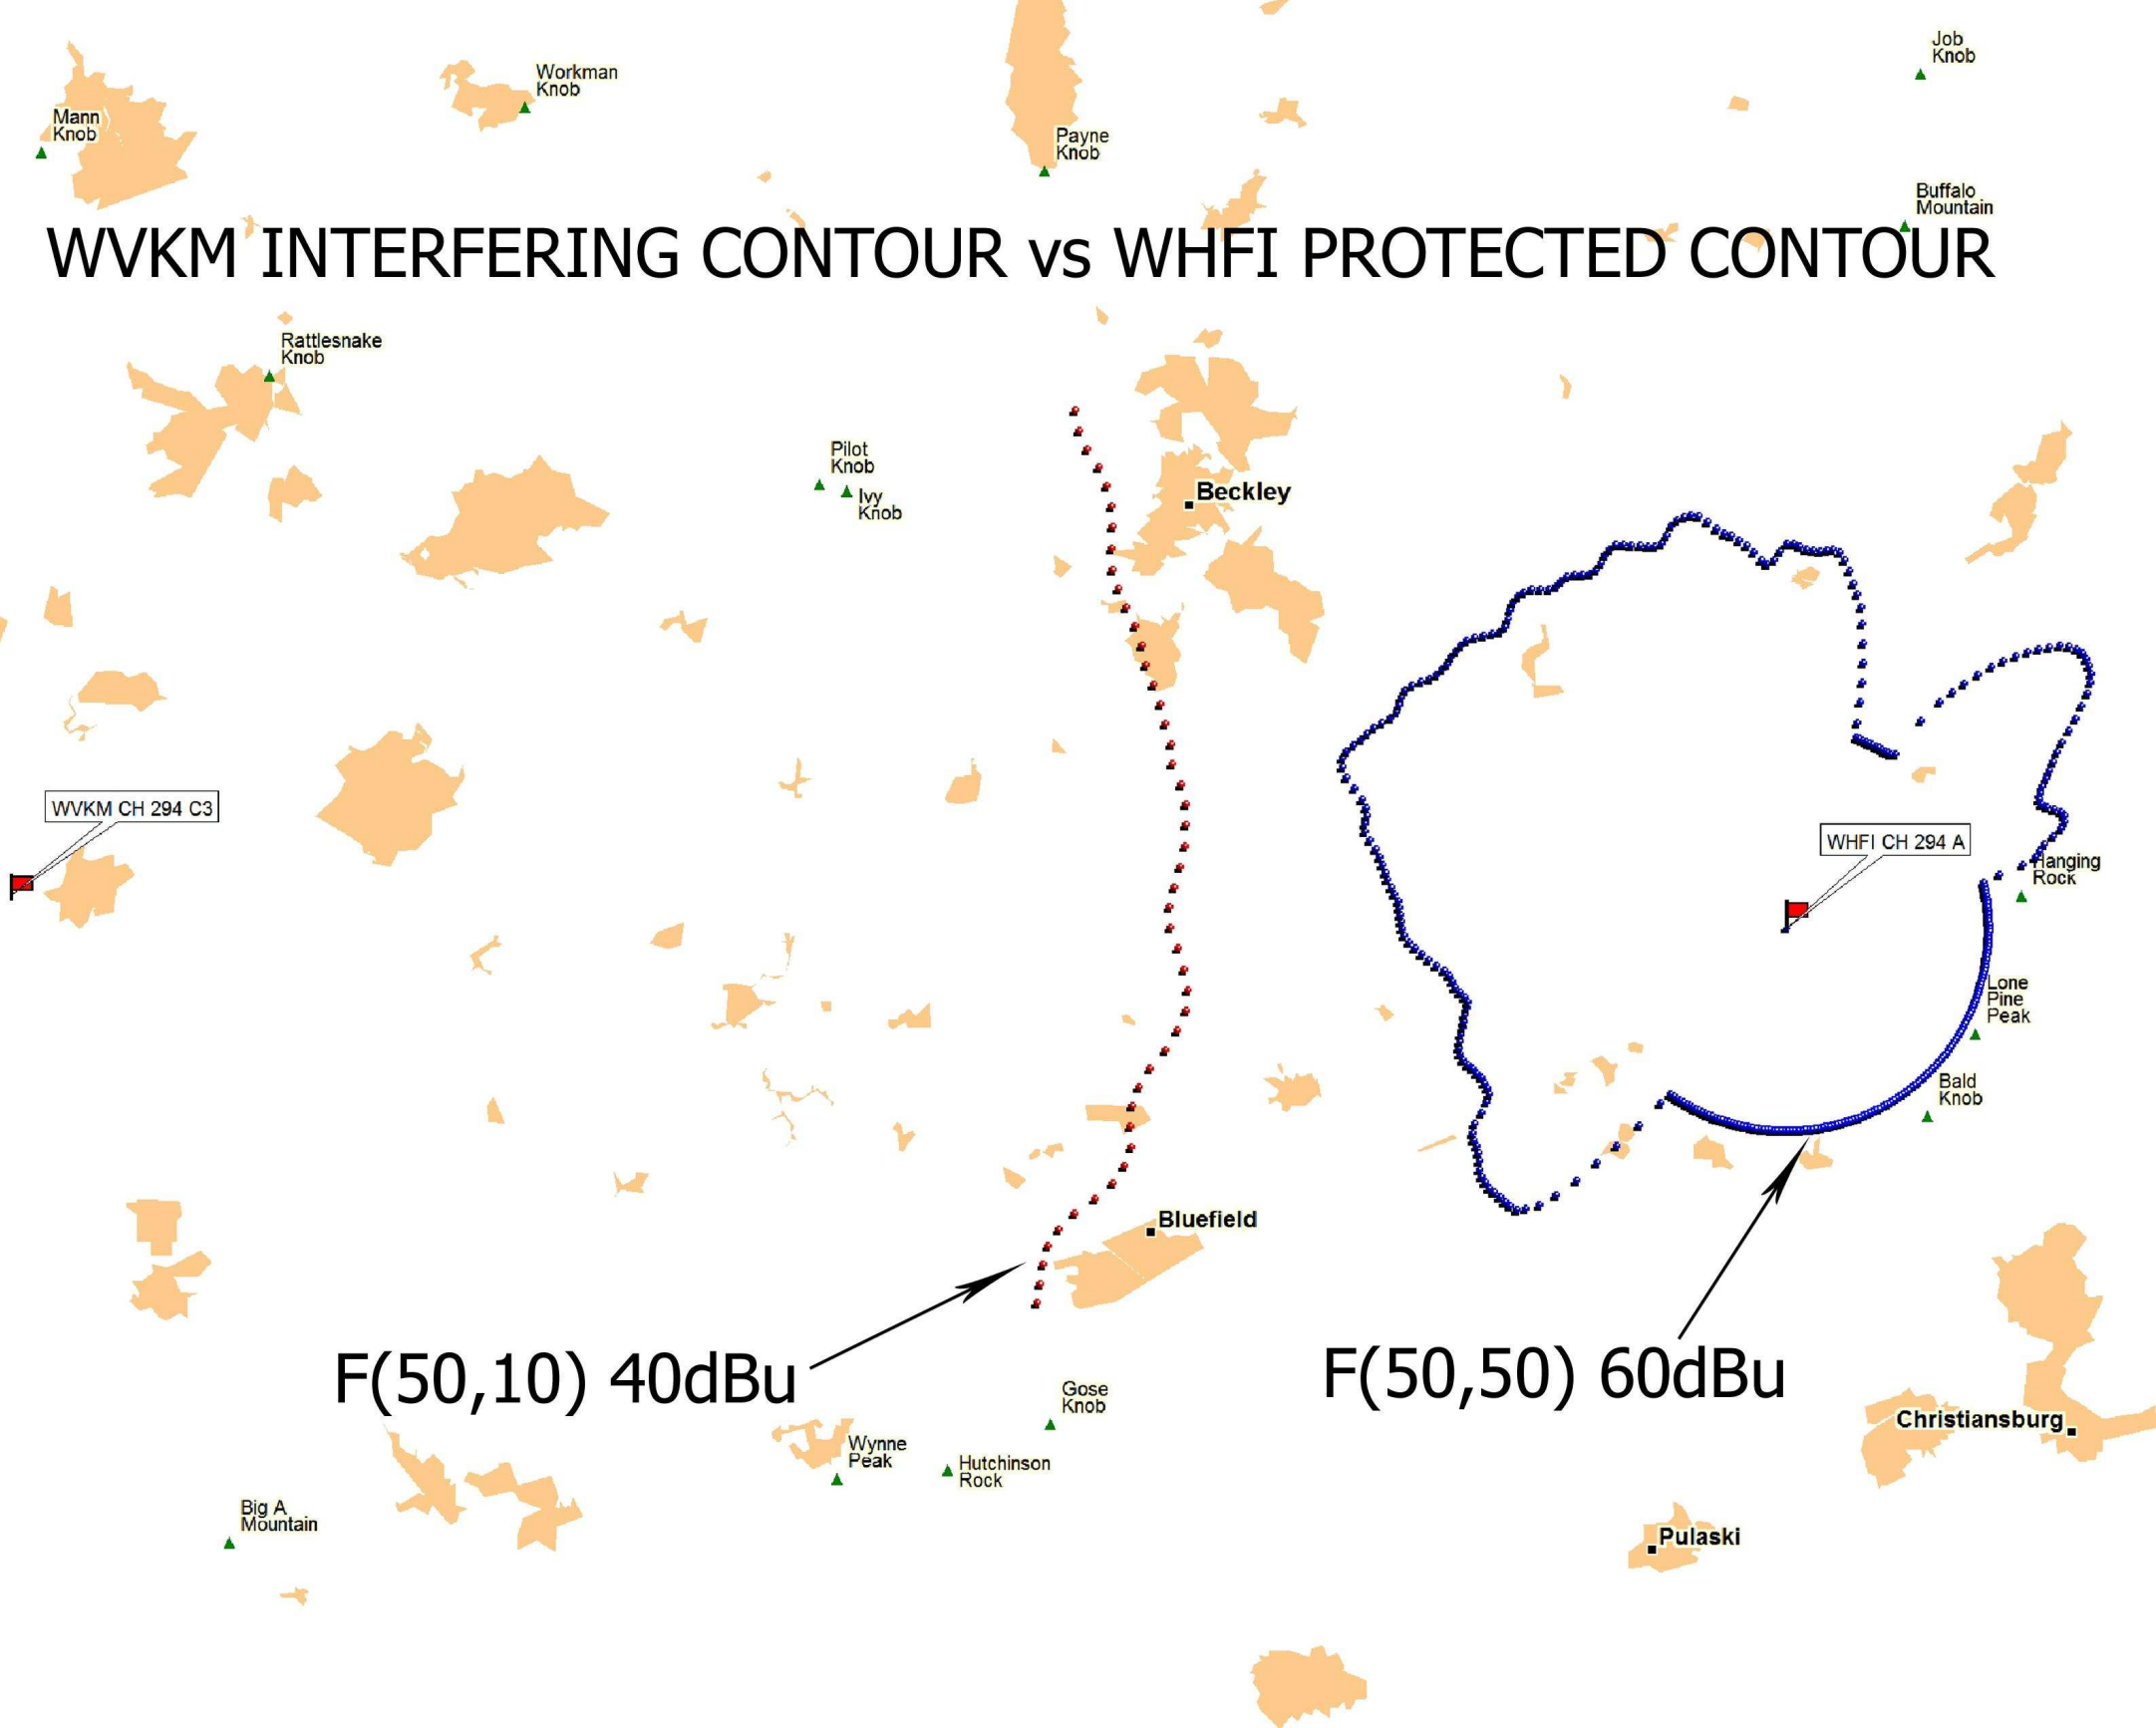 Job
Knob
Workman
Knob
Mann
Knob
Payne
Knob
Buffalo
Mountain
WVKM INTERFERING CONTOUR vs WHFI PROTECTED CONTOUR
Rattlesnake
Knob
Pilot
Knob
Ivy
Knob
Beckley
WVKM CH 294 C3
WHFI CH 294 A
Hanging
Rock
Lone
Pine
Peak
Bald
Knob
Bluefield
F(50,10) 40dBu
F(50,50) 60dBu
Gose
Knob
Christiansburg
Wynne
Peak
Hutchinson
Rock
Big A
Mountain
Pulaski